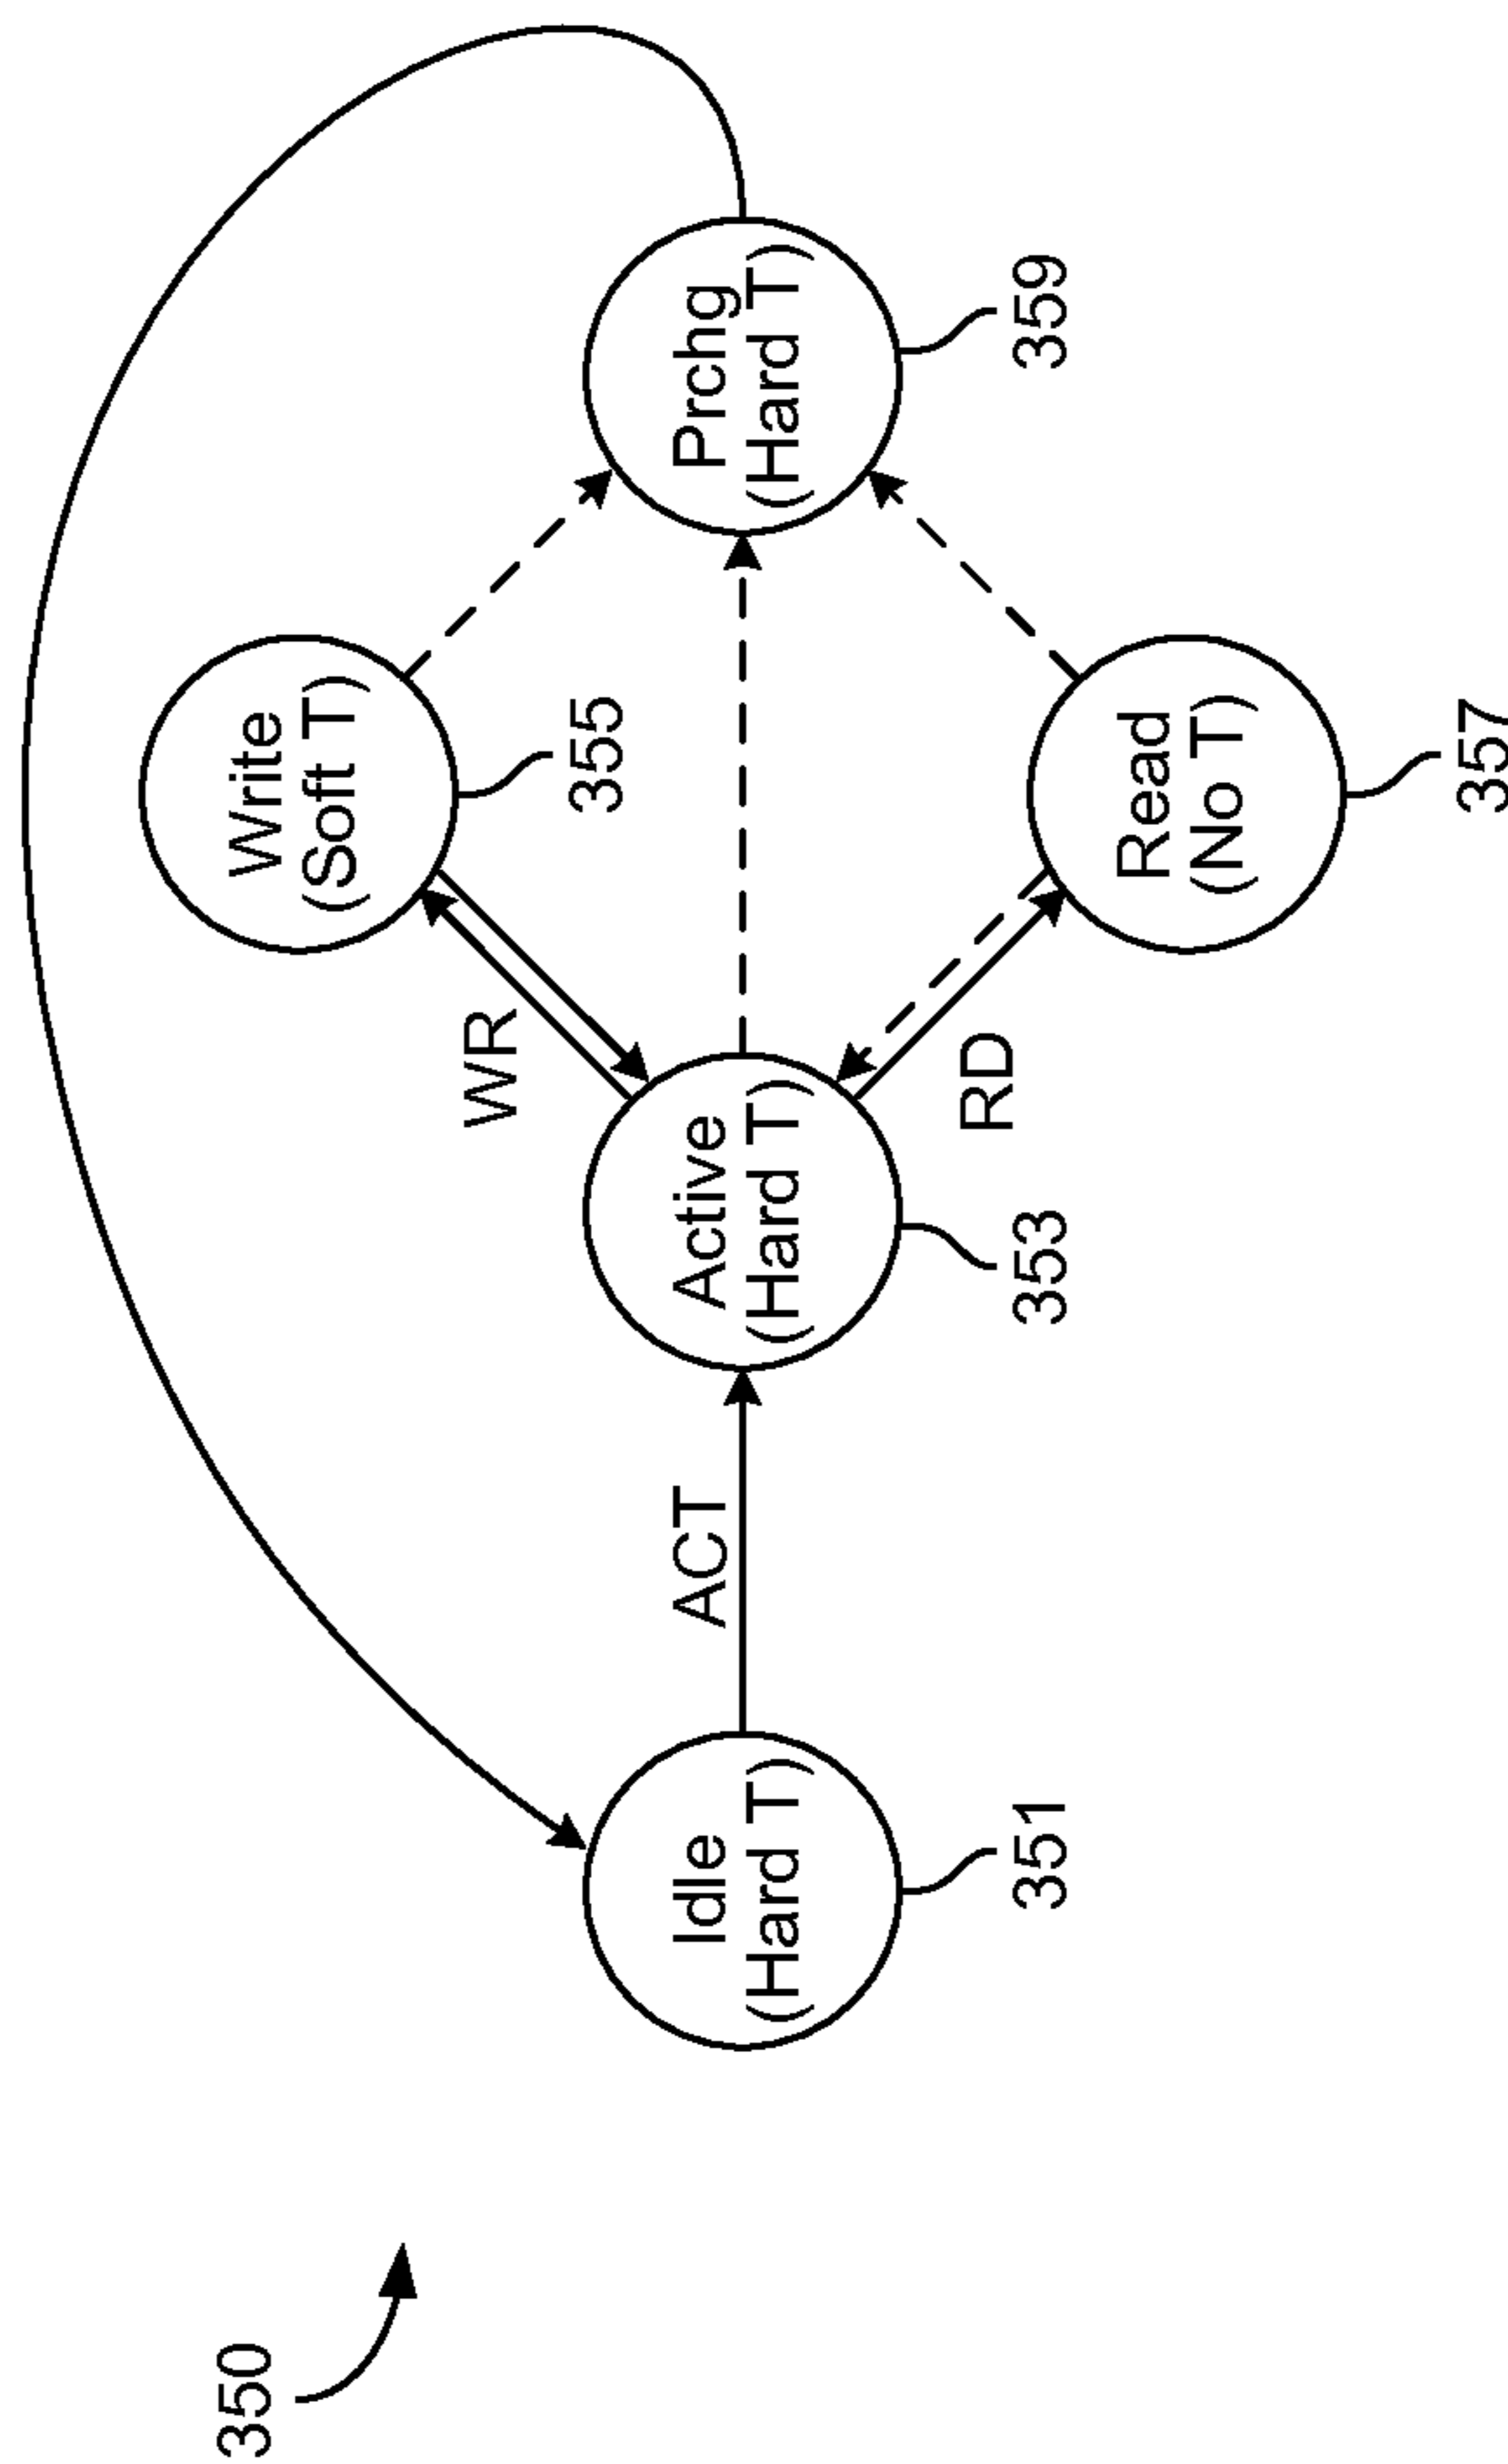 350
Idle
(Hard T)
351
ACT
Active
(Hard T)
353
WR
RD
Write
(Soft T)
355
Read
(No T)
357
Prchg
(Hard T)
359